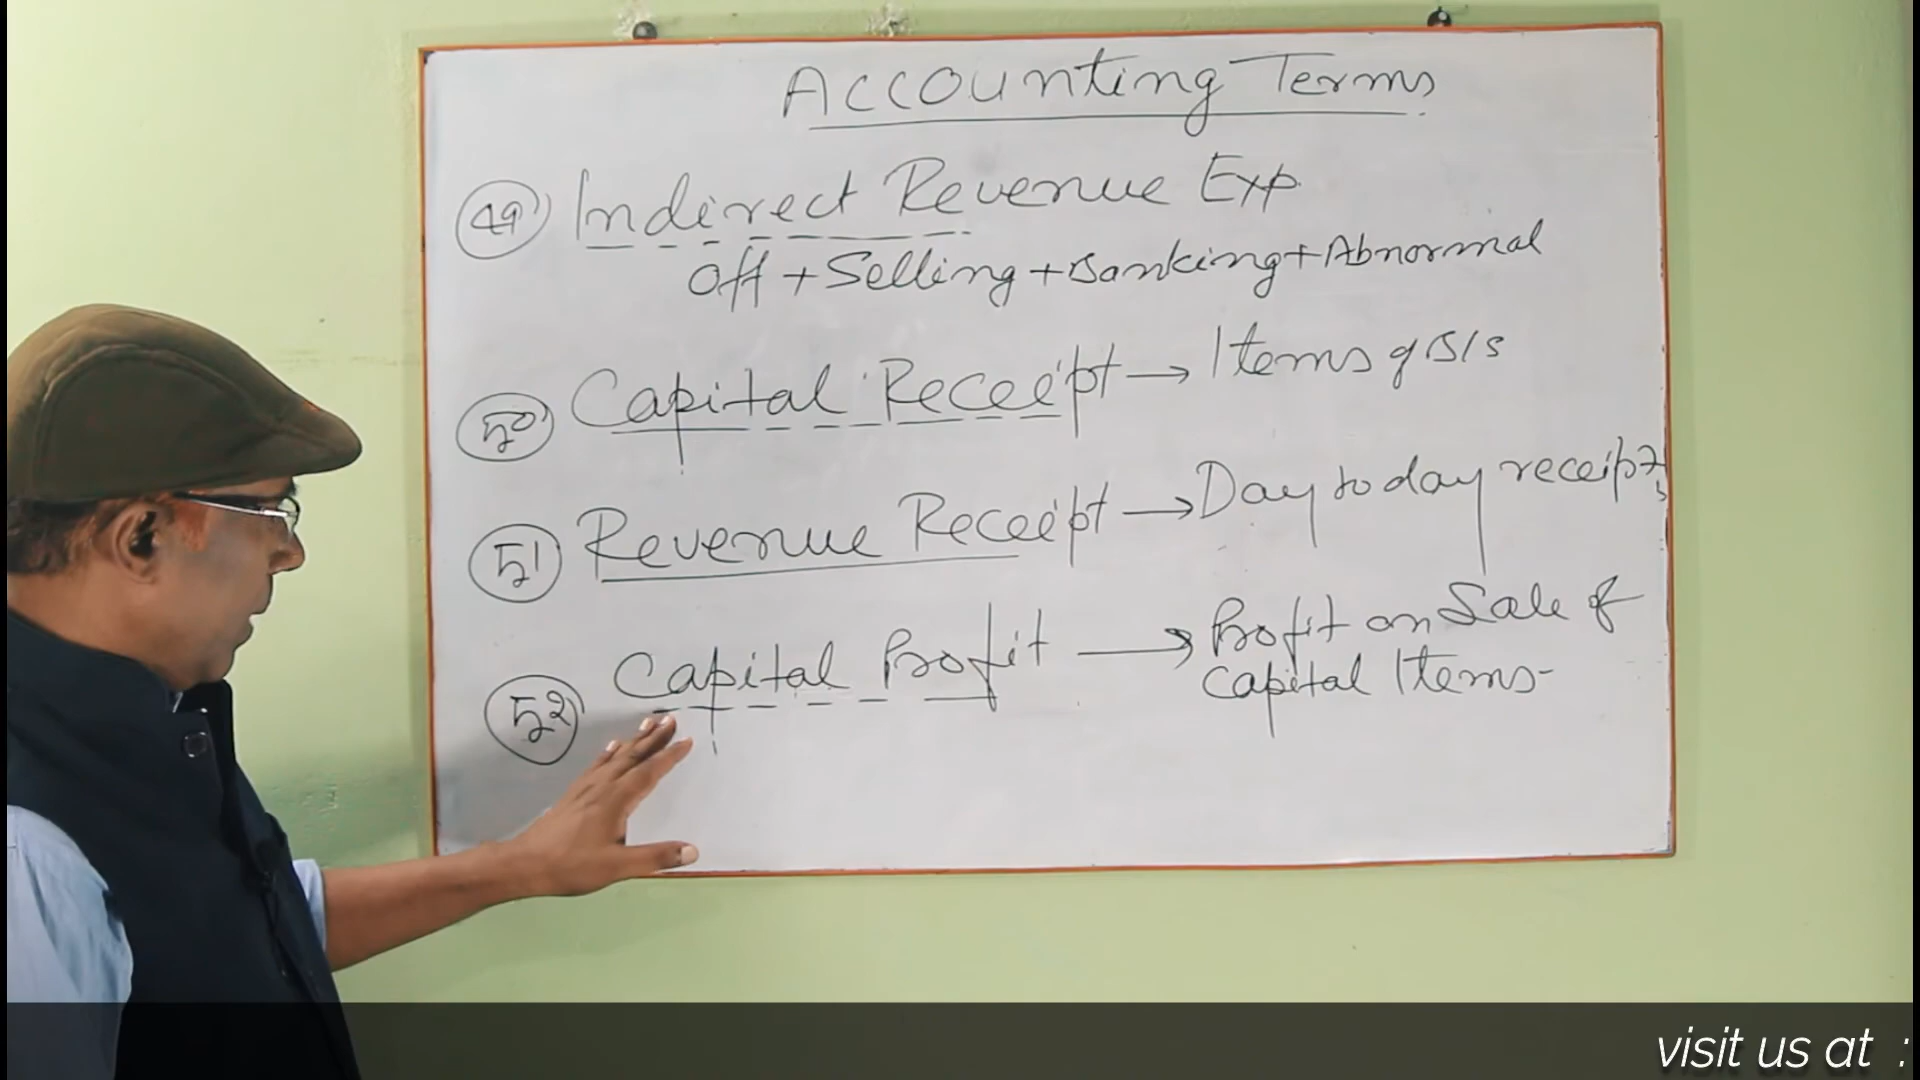 Accounting Terms
49 Indirect Revenue Exp.
Off + Selling + Banking + Abnormal
50 Capital Receipt → Items of B/S
51 Revenue Receipt → Day to day receipts
52 Capital Profit → Profit on Sale of
Capital Items
visit us at :